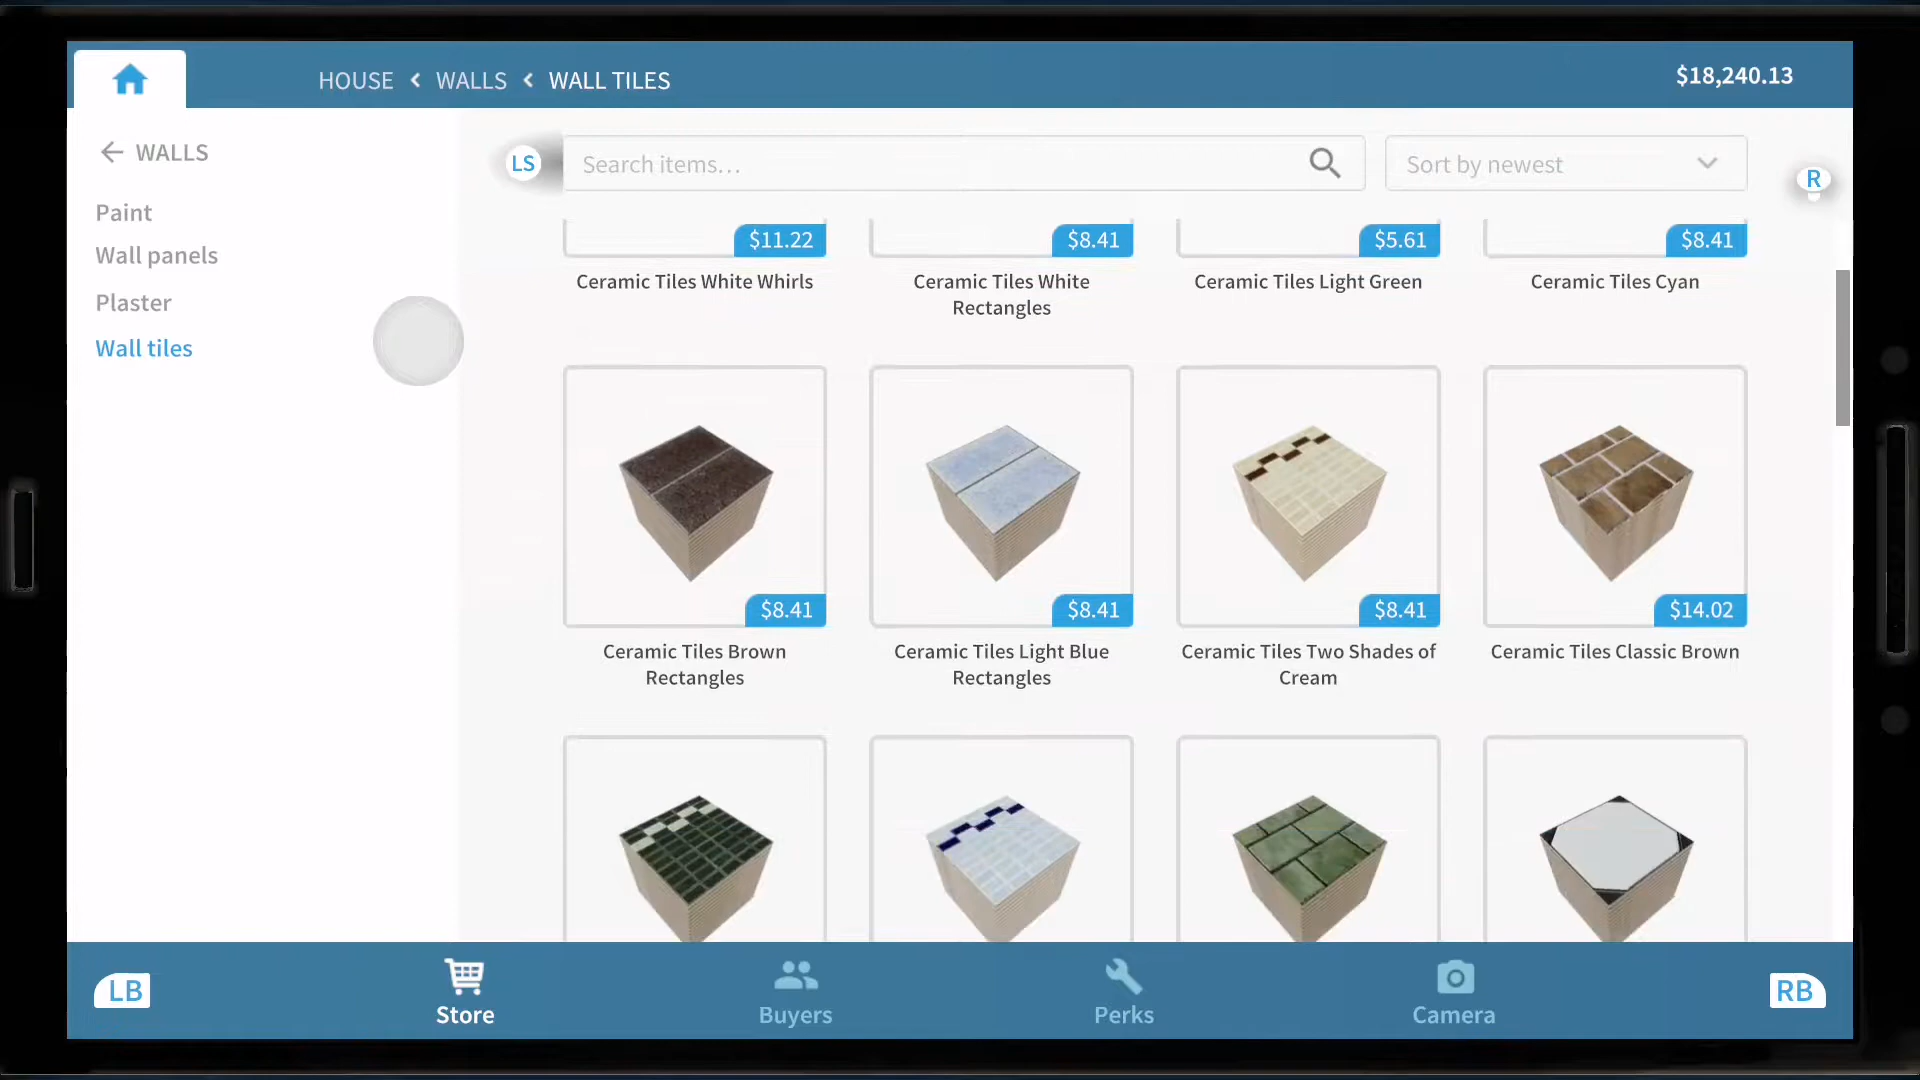 HOUSE < WALLS < WALL TILES
$18,240.13
WALLS
Paint
Wall panels
Plaster
Wall tiles
LS
Search items...
Sort by newest
R
$11.22
$8.41
$5.61
$8.41
Ceramic Tiles White Whirls
Ceramic Tiles White
Rectangles
Ceramic Tiles Light Green
Ceramic Tiles Cyan
$8.41
$8.41
$8.41
$14.02
Ceramic Tiles Brown
Rectangles
Ceramic Tiles Light Blue
Rectangles
Ceramic Tiles Two Shades of
Cream
Ceramic Tiles Classic Brown
LB
Store
Buyers
Perks
Camera
RB